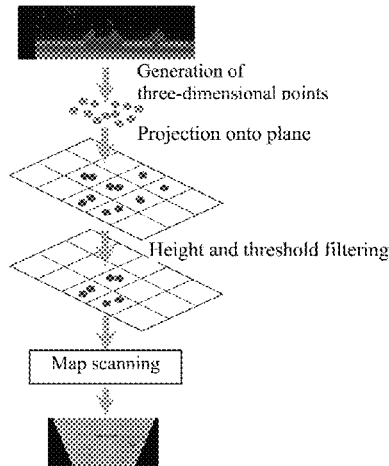 Generation of
three-dimensional points
Projection onto plane
Height and threshold filtering
Map scanning